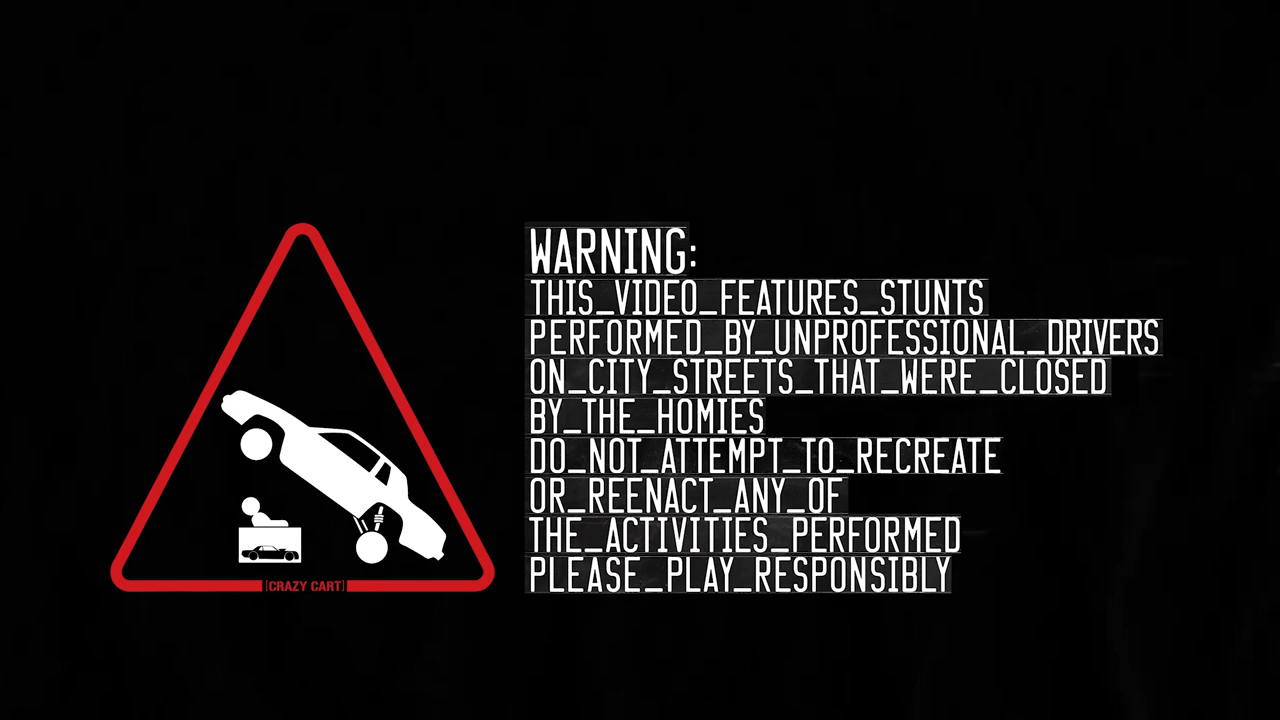 WARNING:
THIS_VIDEO_FEATURES_STUNTS
PERFORMED_BY_UNPROFESSIONAL_DRIVERS
ON_CITY_STREETS_THAT_WERE_CLOSED
BY_THE_HOMIES
DO_NOT_ATTEMPT_TO_RECREATE
OR_REENACT_ANY_OF
THE_ACTIVITIES_PERFORMED
PLEASE_PLAY_RESPONSIBLY
[CRAZY CART]